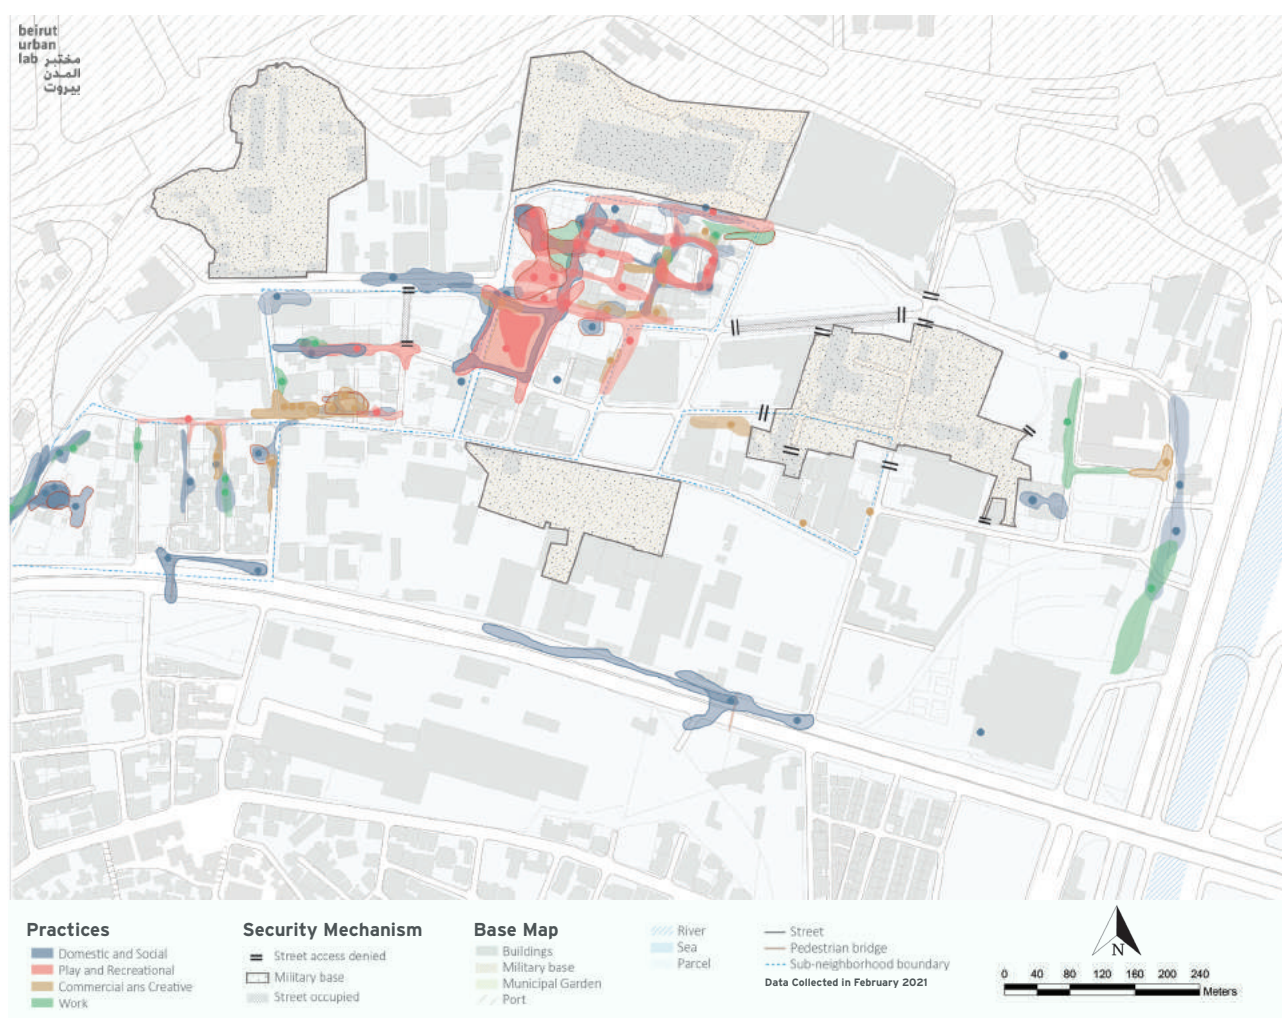 beirut
urban
lab مختبر
المدن
بيروت
Practices
Domestic and Social
Play and Recreational
Commercial ans Creative
Work
Security Mechanism
Street access denied
Military base
Street occupied
Base Map
Buildings
Military base
Municipal Garden
Port
River
Sea
Parcel
Street
Pedestrian bridge
Sub-neighborhood boundary
Data Collected in February 2021
N
0 40 80 120 160 200 240
Meters